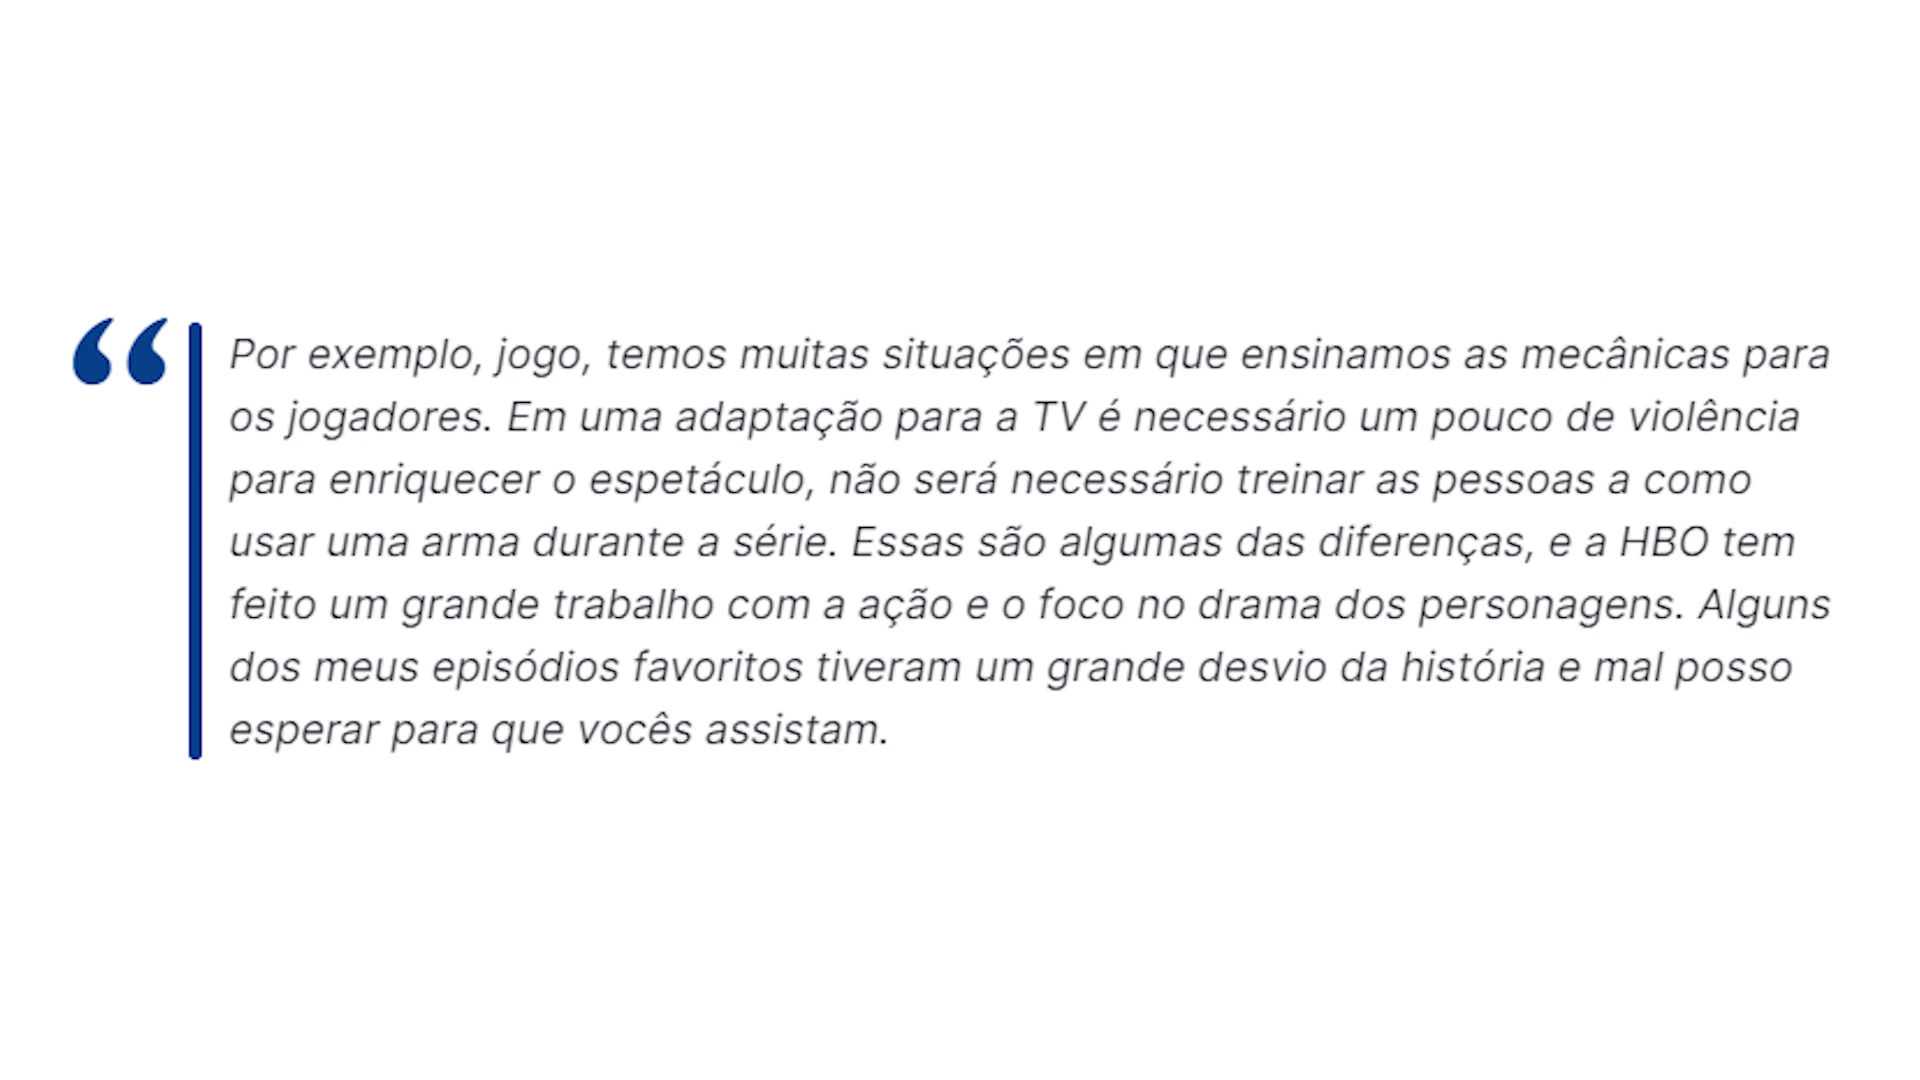 “ Por exemplo, jogo, temos muitas situações em que ensinamos as mecânicas para
os jogadores. Em uma adaptação para a TV é necessário um pouco de violência
para enriquecer o espetáculo, não será necessário treinar as pessoas a como
usar uma arma durante a série. Essas são algumas das diferenças, e a HBO tem
feito um grande trabalho com a ação e o foco no drama dos personagens. Alguns
dos meus episódios favoritos tiveram um grande desvio da história e mal posso
esperar para que vocês assistam.